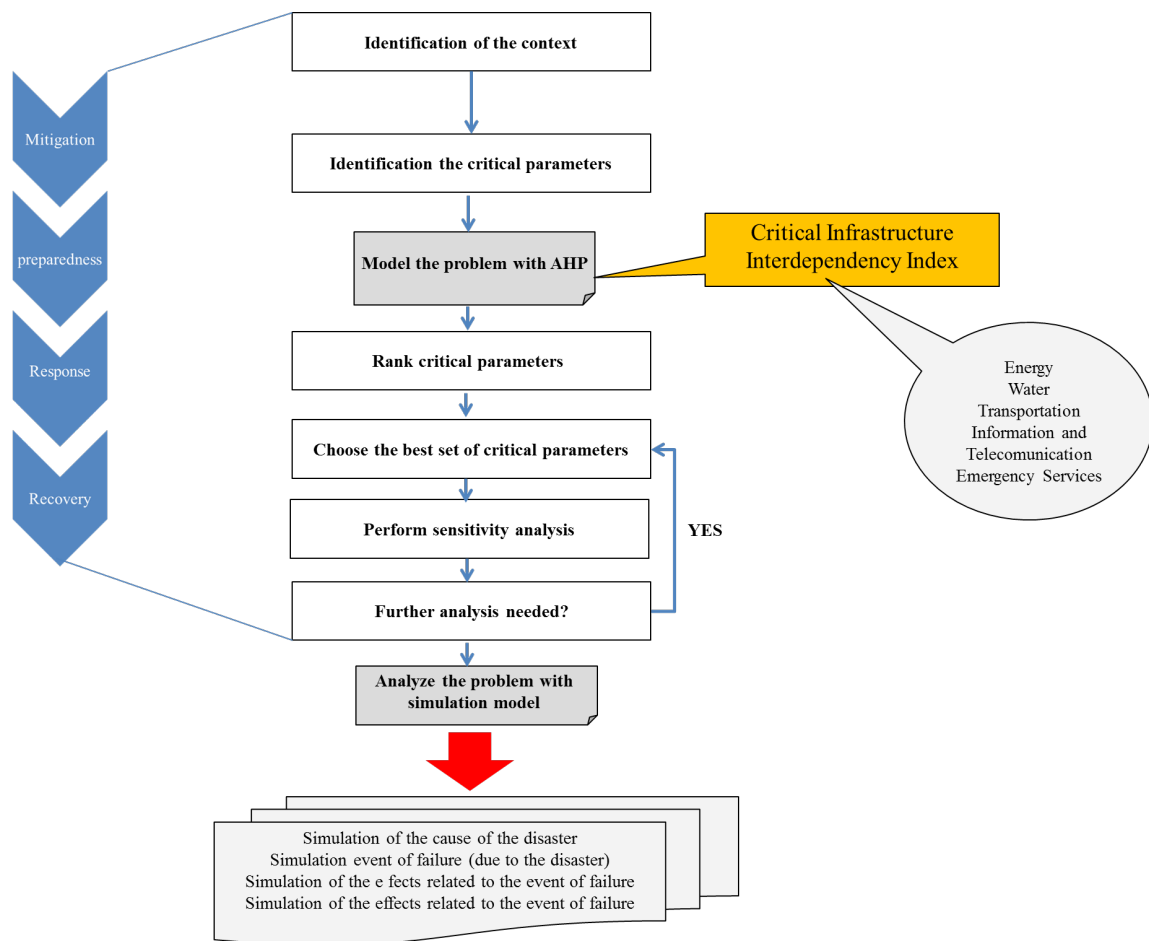 Identification of the context
Mitigation
Identification the critical parameters
preparedness
Model the problem with AHP
Critical Infrastructure
Interdependency Index
Response
Rank critical parameters
Energy
Water
Transportation
Information and
Telecomunication
Emergency Services
Choose the best set of critical parameters
Recovery
Perform sensitivity analysis
YES
Further analysis needed?
Analyze the problem with
simulation model
Simulation of the cause of the disaster
Simulation event of failure (due to the disaster)
Simulation of the e fects related to the event of failure
Simulation of the effects related to the event of failure